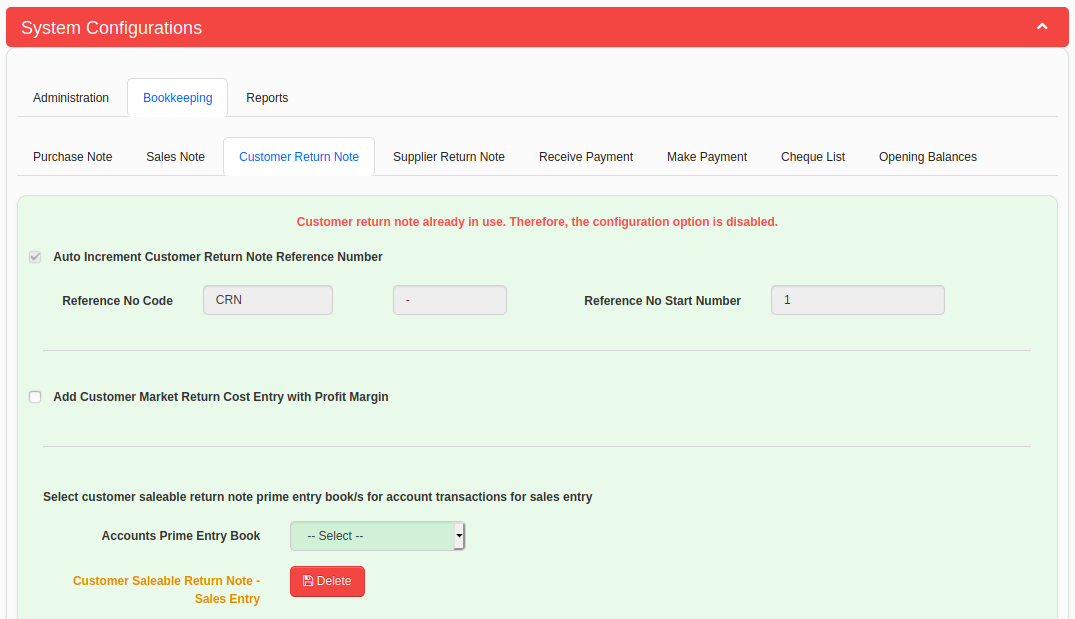 System Configurations
Administration Bookkeeping Reports
Purchase Note Sales Note Customer Return Note Supplier Return Note Receive Payment Make Payment Cheque List Opening Balances
Customer return note already in use. Therefore, the configuration option is disabled.
Auto Increment Customer Return Note Reference Number
Reference No Code CRN - Reference No Start Number 1
Add Customer Market Return Cost Entry with Profit Margin
Select customer saleable return note prime entry book/s for account transactions for sales entry
Accounts Prime Entry Book -- Select --
Customer Saleable Return Note - Delete
Sales Entry